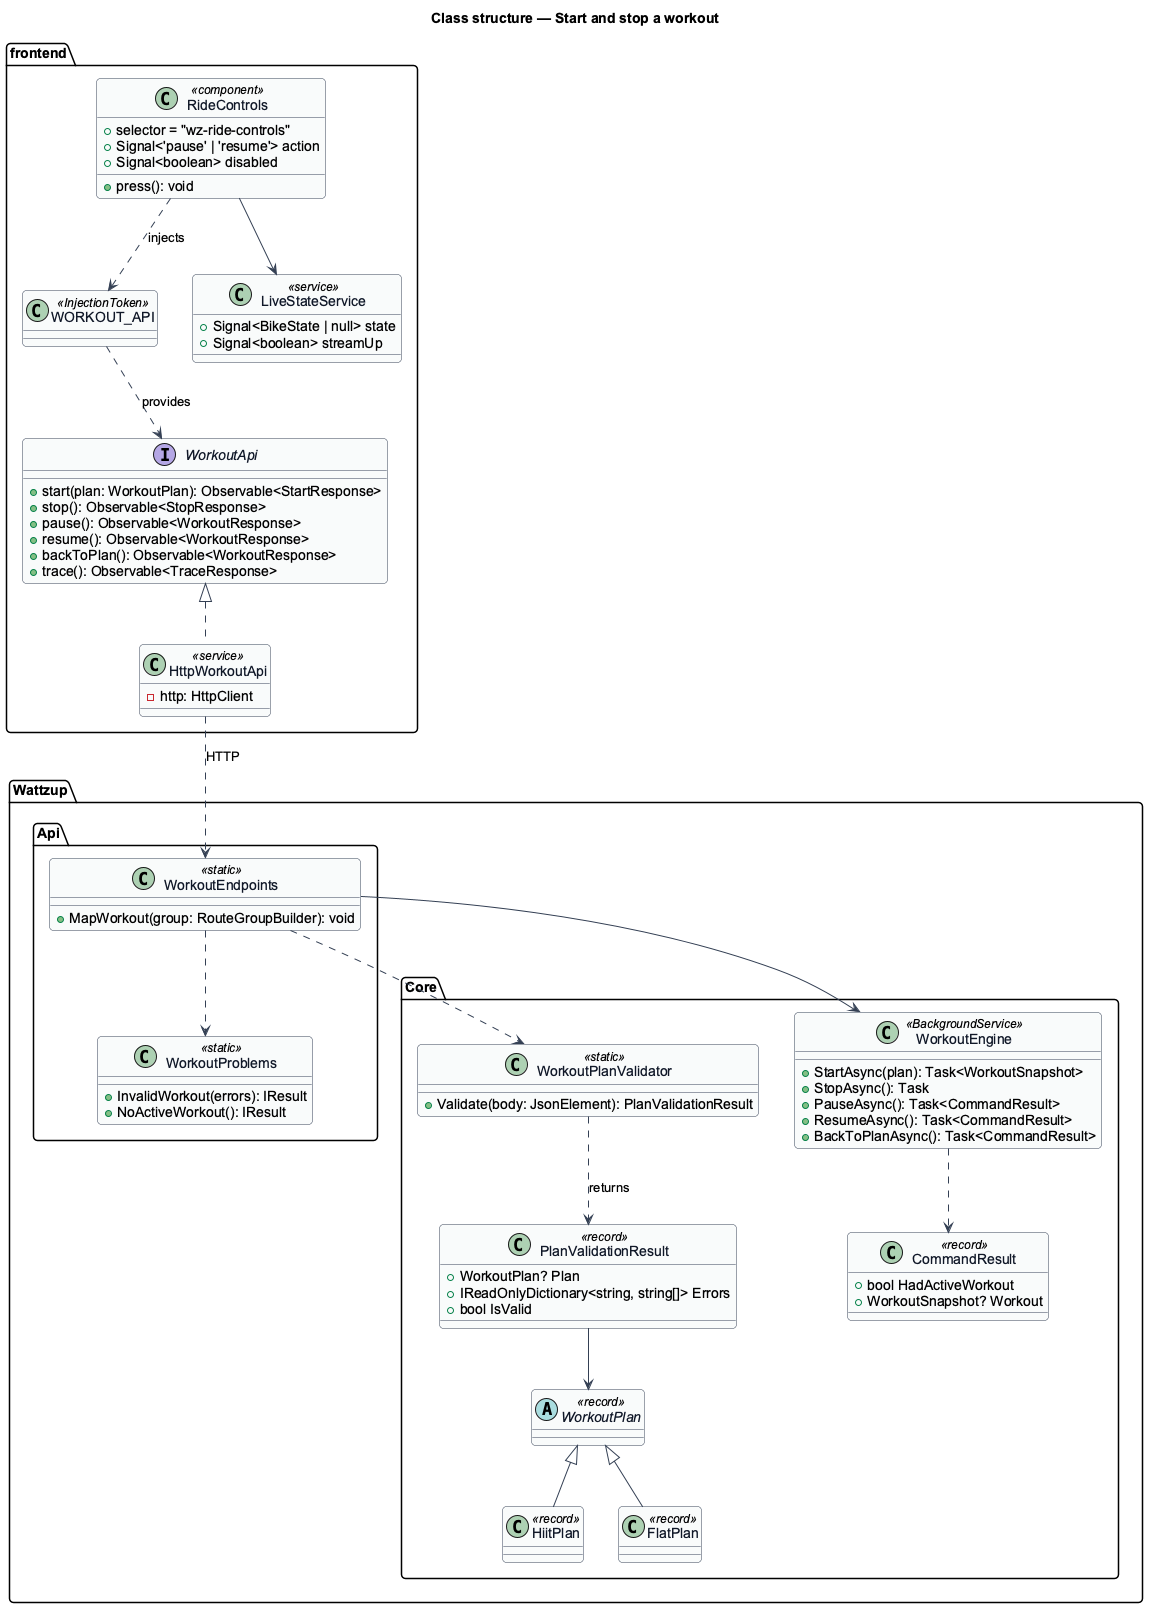 Class structure — Start and stop a workout
frontend
«component»
C RideControls
selector = "wz-ride-controls"
Signal<'pause' | 'resume'> action
Signal<boolean> disabled
press(): void
injects
«InjectionToken»
C WORKOUT_API
«service»
C LiveStateService
Signal<BikeState | null> state
Signal<boolean> streamUp
provides
I WorkoutApi
start(plan: WorkoutPlan): Observable<StartResponse>
stop(): Observable<StopResponse>
pause(): Observable<WorkoutResponse>
resume(): Observable<WorkoutResponse>
backToPlan(): Observable<WorkoutResponse>
trace(): Observable<TraceResponse>
«service»
C HttpWorkoutApi
http: HttpClient
HTTP
Wattzup
Api
«static»
C WorkoutEndpoints
MapWorkout(group: RouteGroupBuilder): void
Core
«static»
C WorkoutProblems
InvalidWorkout(errors): IResult
NoActiveWorkout(): IResult
«static»
C WorkoutPlanValidator
Validate(body: JsonElement): PlanValidationResult
«BackgroundService»
C WorkoutEngine
StartAsync(plan): Task<WorkoutSnapshot>
StopAsync(): Task
PauseAsync(): Task<CommandResult>
ResumeAsync(): Task<CommandResult>
BackToPlanAsync(): Task<CommandResult>
returns
«record»
C PlanValidationResult
WorkoutPlan? Plan
IReadOnlyDictionary<string, string[]> Errors
bool IsValid
«record»
C CommandResult
bool HadActiveWorkout
WorkoutSnapshot? Workout
«record»
A WorkoutPlan
«record»
C HiitPlan
«record»
C FlatPlan